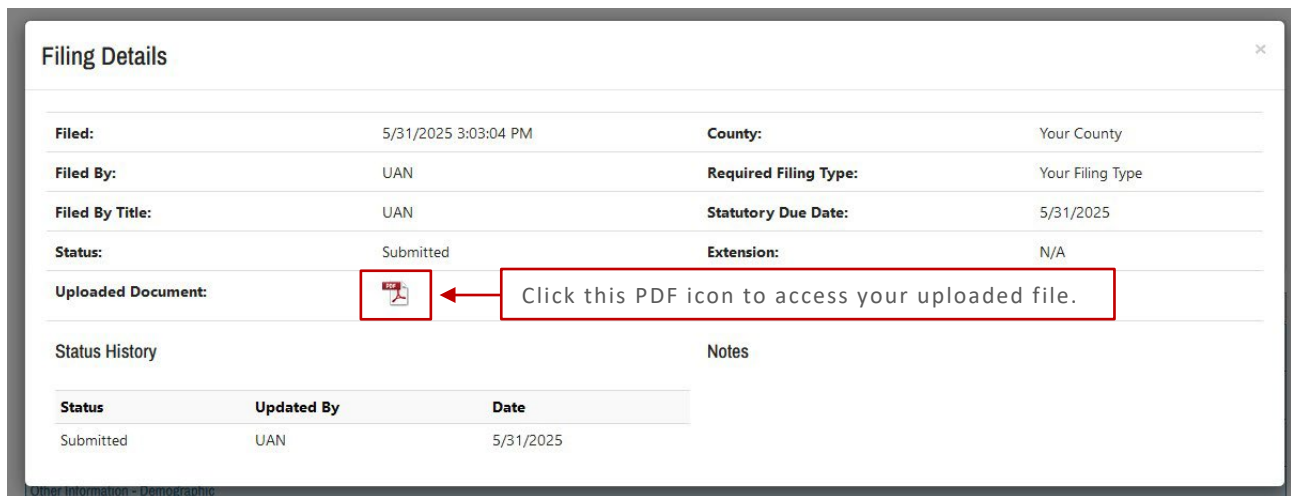 Filing Details
×
Filed: 5/31/2025 3:03:04 PM County: Your County
Filed By: UAN Required Filing Type: Your Filing Type
Filed By Title: UAN Statutory Due Date: 5/31/2025
Status: Submitted Extension: N/A
Uploaded Document: PDF Click this PDF icon to access your uploaded file.
Status History Notes
Status Updated By Date
Submitted UAN 5/31/2025
Other Information - Demographic